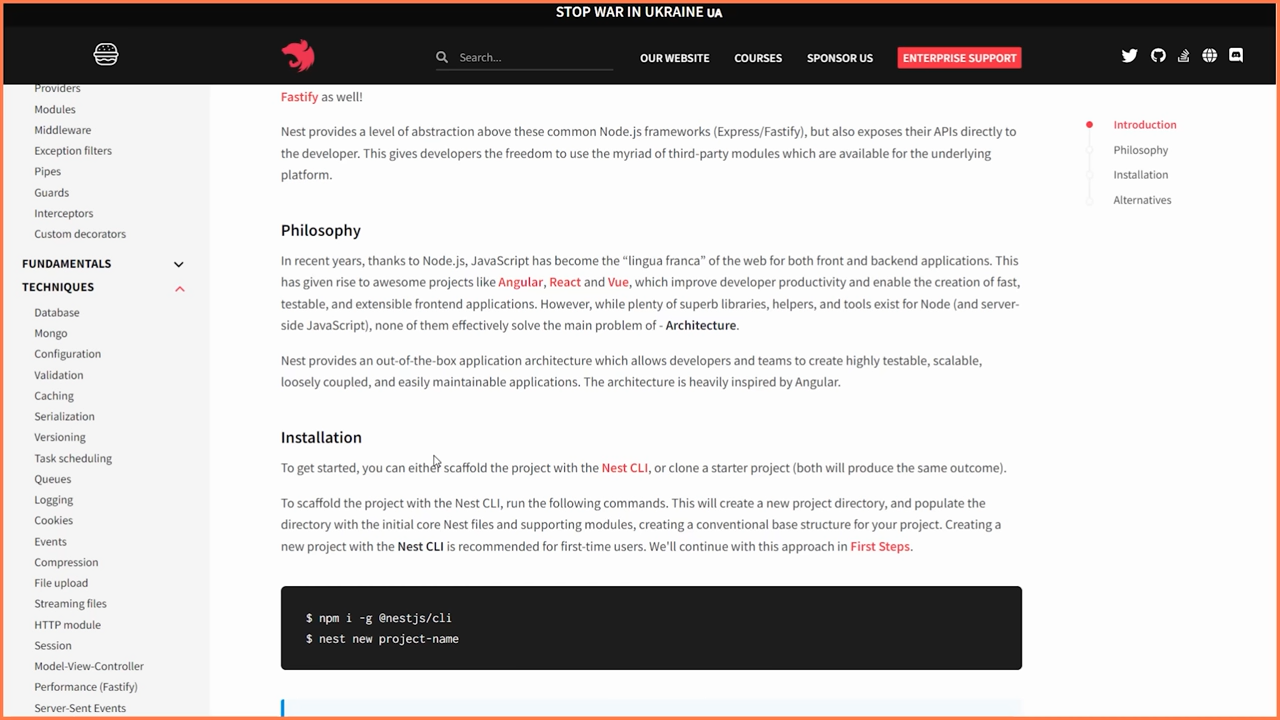 STOP WAR IN UKRAINE UA
Search...
OUR WEBSITE
COURSES
SPONSOR US
ENTERPRISE SUPPORT
Providers
Modules
Middleware
Exception filters
Pipes
Guards
Interceptors
Custom decorators
FUNDAMENTALS
TECHNIQUES
Database
Mongo
Configuration
Validation
Caching
Serialization
Versioning
Task scheduling
Queues
Logging
Cookies
Events
Compression
File upload
Streaming files
HTTP module
Session
Model-View-Controller
Performance (Fastify)
Server-Sent Events
Fastify as well!
Nest provides a level of abstraction above these common Node.js frameworks (Express/Fastify), but also exposes their APIs directly to
the developer. This gives developers the freedom to use the myriad of third-party modules which are available for the underlying
platform.
Philosophy
In recent years, thanks to Node.js, JavaScript has become the “lingua franca” of the web for both front and backend applications. This
has given rise to awesome projects like Angular, React and Vue, which improve developer productivity and enable the creation of fast,
testable, and extensible frontend applications. However, while plenty of superb libraries, helpers, and tools exist for Node (and server-
side JavaScript), none of them effectively solve the main problem of - Architecture.
Nest provides an out-of-the-box application architecture which allows developers and teams to create highly testable, scalable,
loosely coupled, and easily maintainable applications. The architecture is heavily inspired by Angular.
Installation
To get started, you can either scaffold the project with the Nest CLI, or clone a starter project (both will produce the same outcome).
To scaffold the project with the Nest CLI, run the following commands. This will create a new project directory, and populate the
directory with the initial core Nest files and supporting modules, creating a conventional base structure for your project. Creating a
new project with the Nest CLI is recommended for first-time users. We'll continue with this approach in First Steps.
$ npm i -g @nestjs/cli
$ nest new project-name
Introduction
Philosophy
Installation
Alternatives